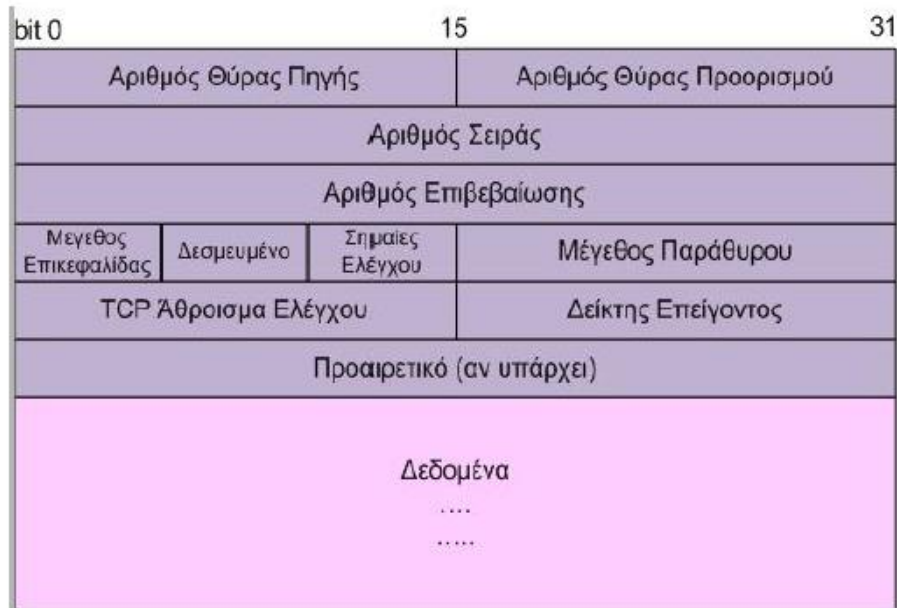 bit 0 15 31
Αριθμός Θύρας Πηγής Αριθμός Θύρας Προορισμού
Αριθμός Σειράς
Αριθμός Επιβεβαίωσης
Μεγεθος Επικεφαλίδας Δεσμευμένο Σημαίες Ελέγχου Μέγεθος Παράθυρου
TCP Άθροισμα Ελέγχου Δείκτης Επείγοντος
Προαιρετικό (αν υπάρχει)
Δεδομένα
....
.....